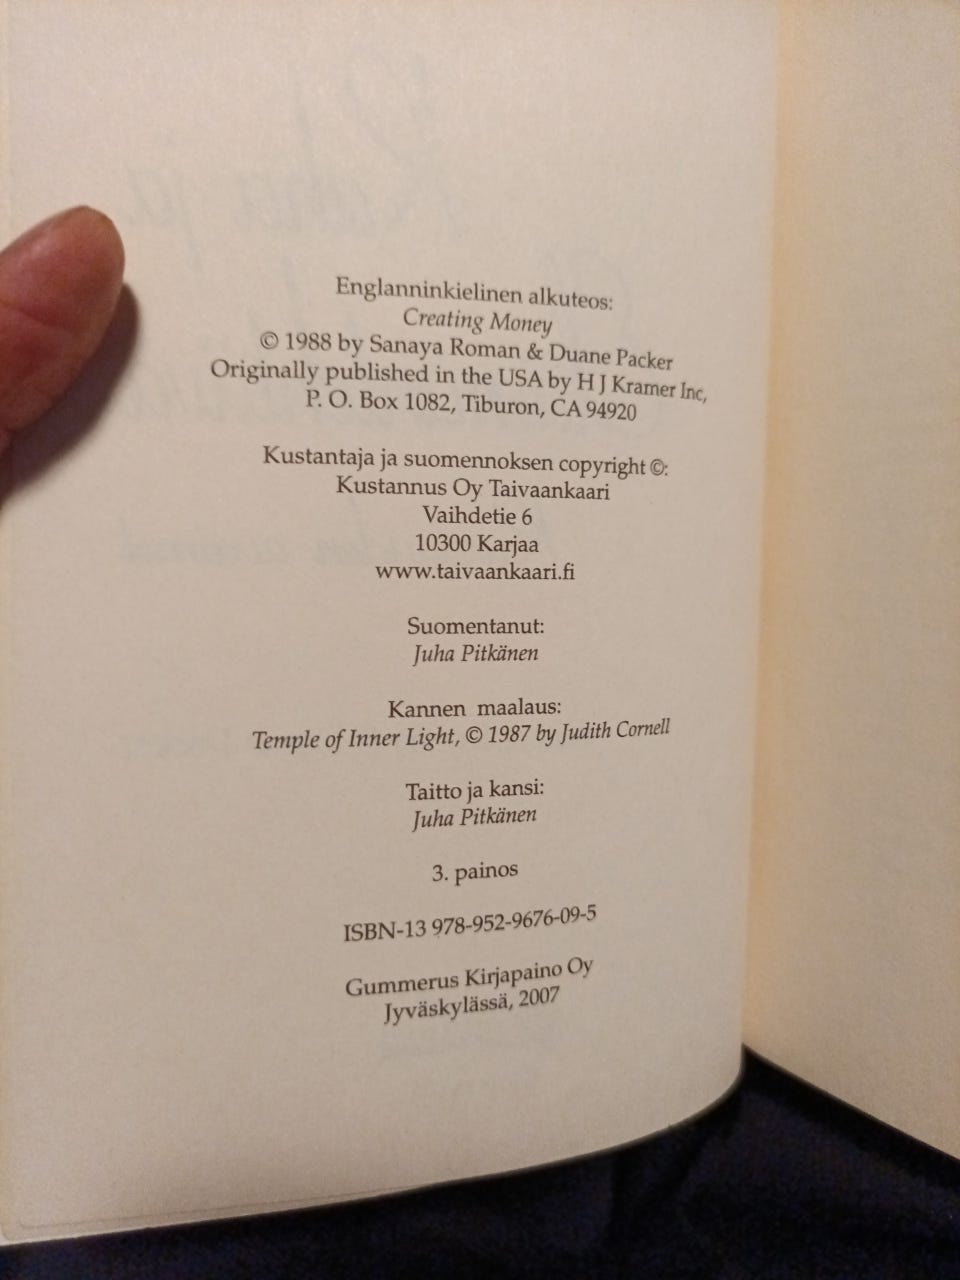 Englanninkielinen alkuteos:
Creating Money
© 1988 by Sanaya Roman & Duane Packer
Originally published in the USA by H J Kramer Inc,
P. O. Box 1082, Tiburon, CA 94920
Kustantaja ja suomennoksen copyright ©:
Kustannus Oy Taivaankaari
Vaihdetie 6
10300 Karjaa
www.taivaankaari.fi
Suomentanut:
Juha Pitkänen
Kannen maalaus:
Temple of Inner Light, © 1987 by Judith Cornell
Taitto ja kansi:
Juha Pitkänen
3. painos
ISBN-13 978-952-9676-09-5
Gummerus Kirjapaino Oy
Jyväskylässä, 2007